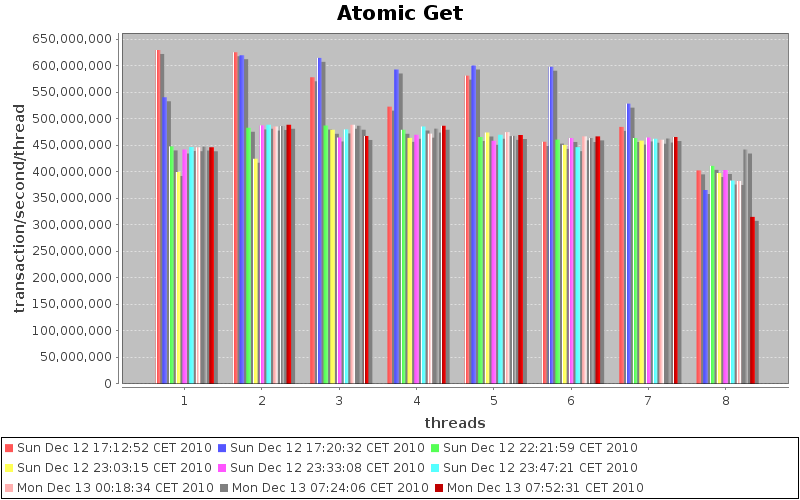 Atomic Get
transaction/second/thread
650,000,000
600,000,000
550,000,000
500,000,000
450,000,000
400,000,000
350,000,000
300,000,000
250,000,000
200,000,000
150,000,000
100,000,000
50,000,000
0
1 2 3 4 5 6 7 8
threads
Sun Dec 12 17:12:52 CET 2010 Sun Dec 12 17:20:32 CET 2010 Sun Dec 12 22:21:59 CET 2010
Sun Dec 12 23:03:15 CET 2010 Sun Dec 12 23:33:08 CET 2010 Sun Dec 12 23:47:21 CET 2010
Mon Dec 13 00:18:34 CET 2010 Mon Dec 13 07:24:06 CET 2010 Mon Dec 13 07:52:31 CET 2010